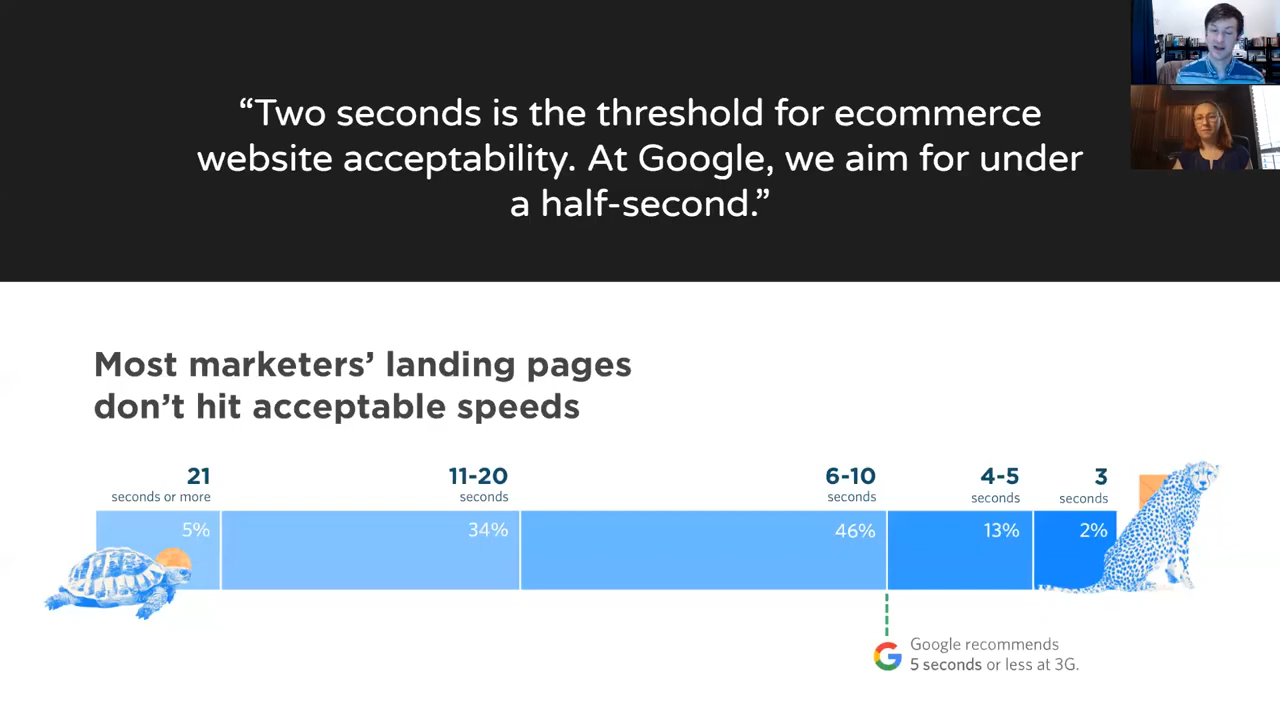 “Two seconds is the threshold for ecommerce
website acceptability. At Google, we aim for under
a half-second.”
Most marketers’ landing pages
don’t hit acceptable speeds
21
seconds or more
11-20
seconds
6-10
seconds
4-5
seconds
3
seconds
5%
34%
46%
13%
2%
Google recommends
5 seconds or less at 3G.